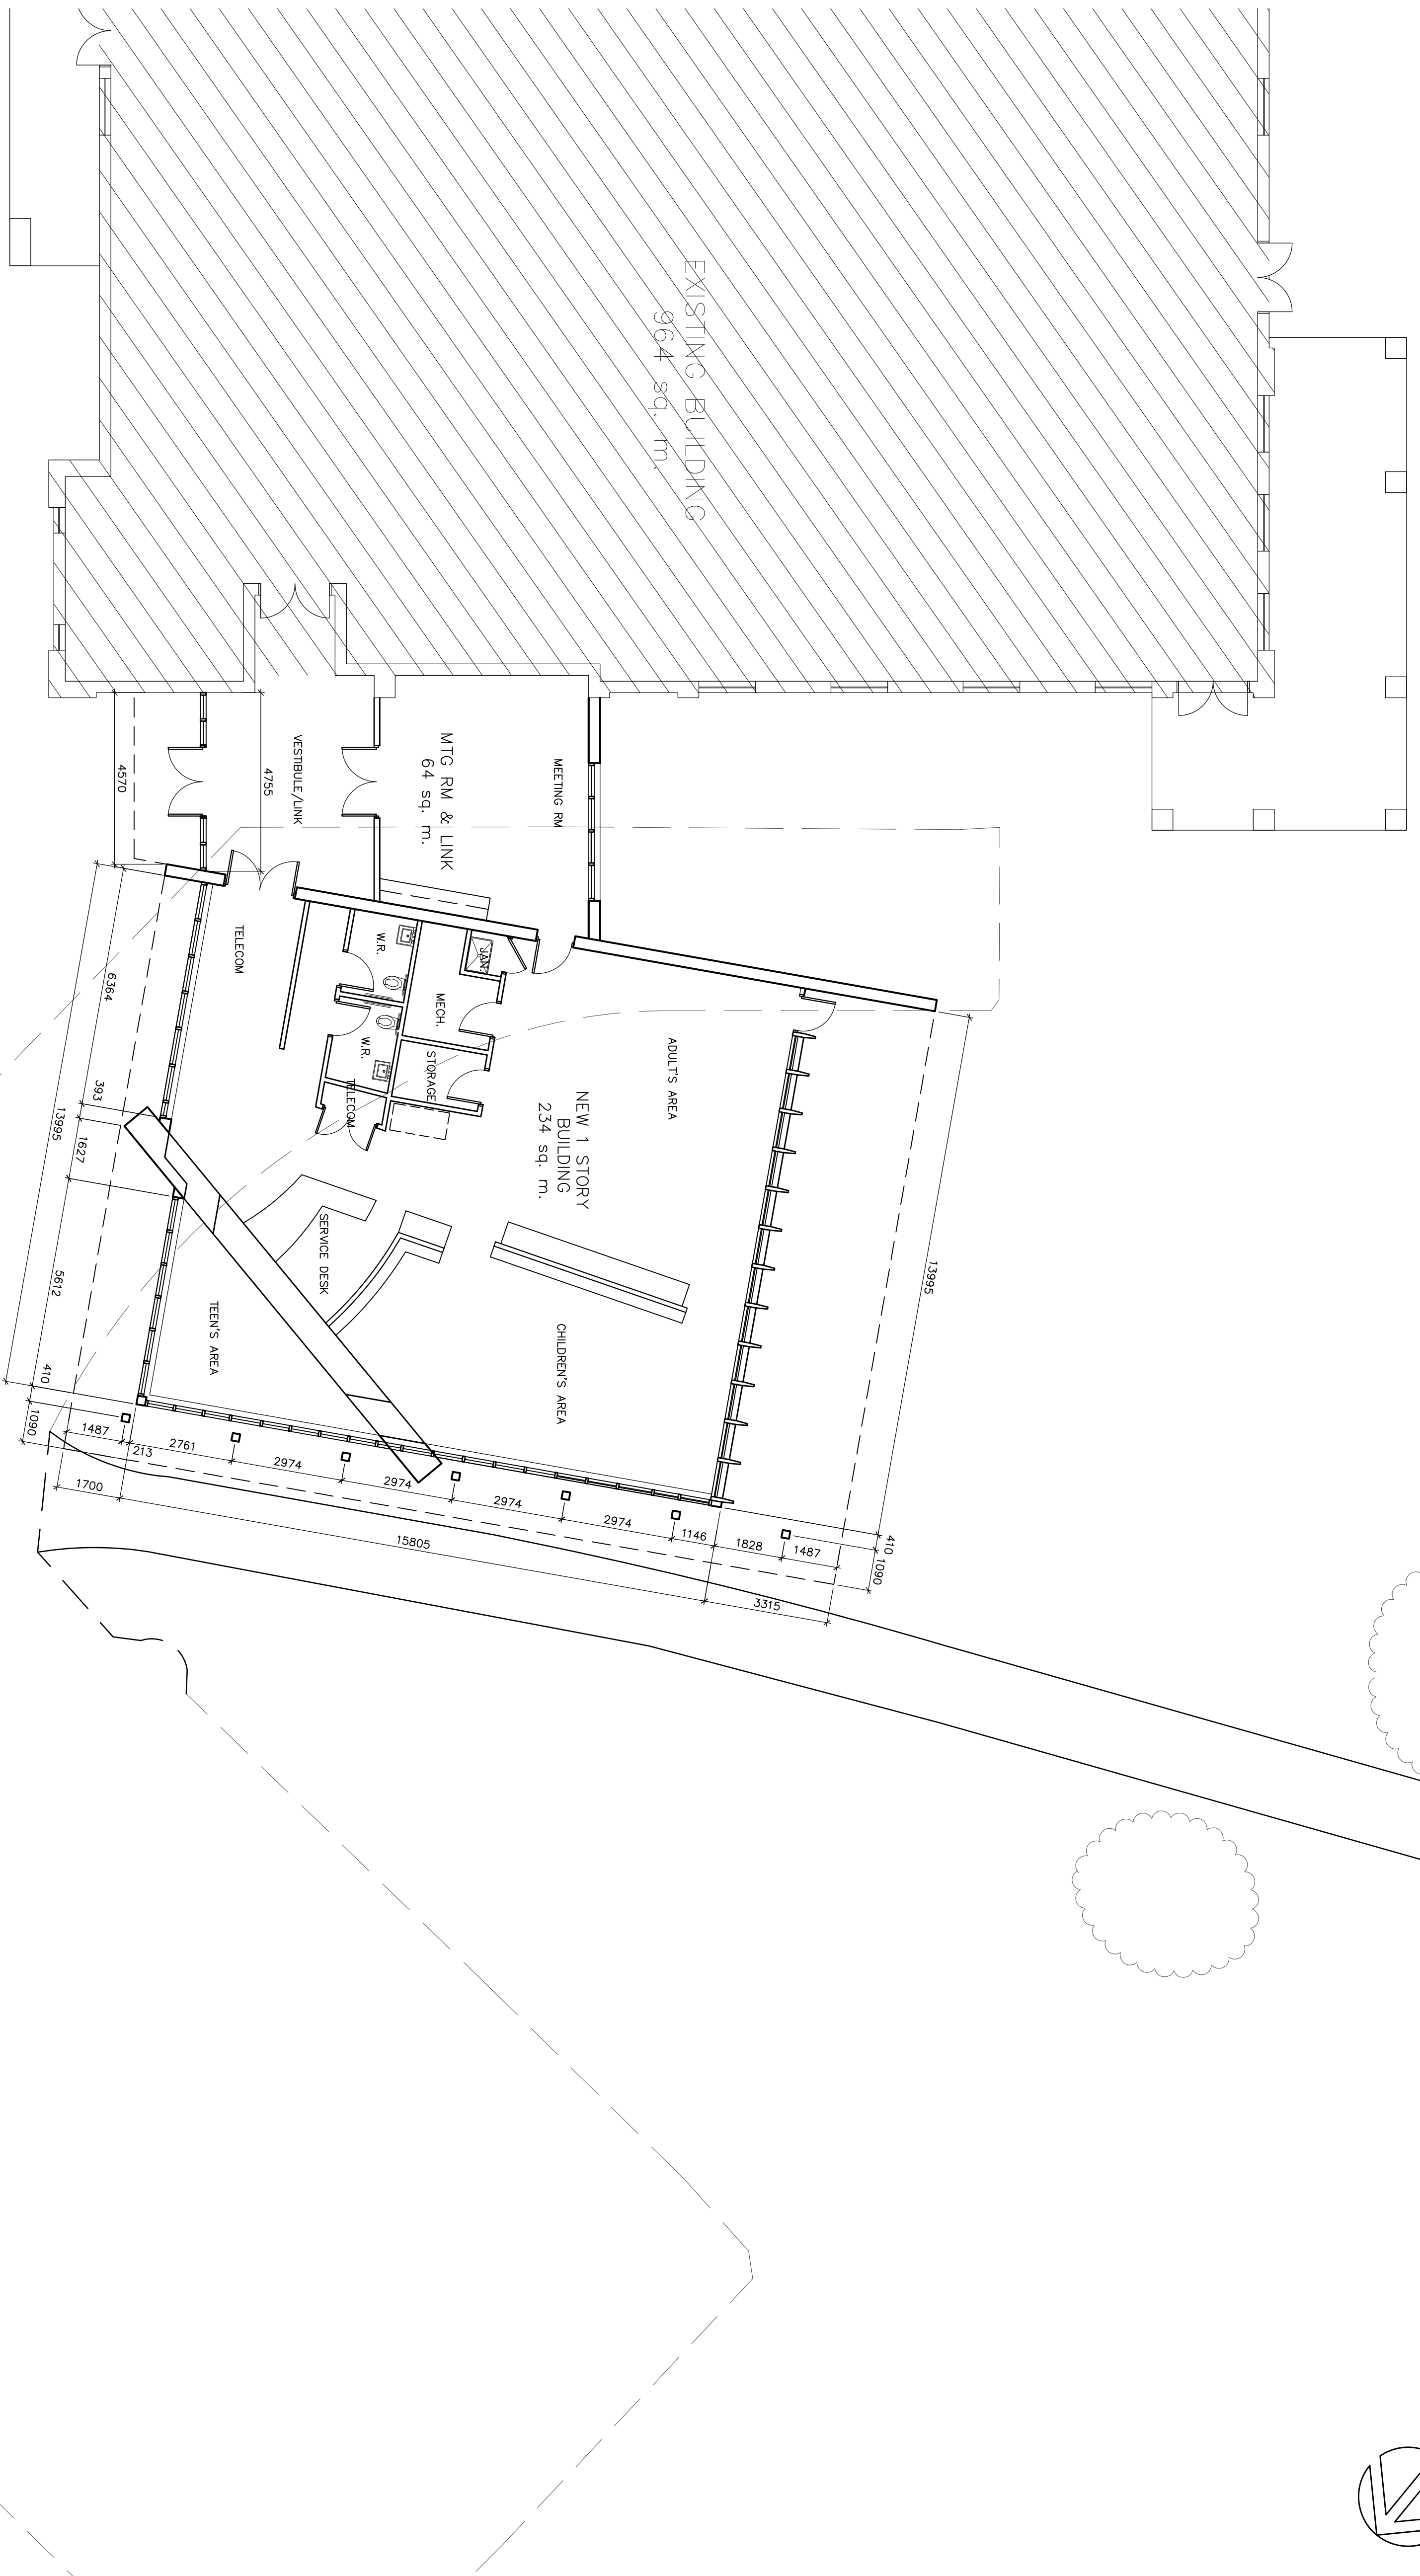 EXISTING BUILDING
964 sq. m.
MEETING RM
MTG RM & LINK
64 sq. m.
VESTIBULE/LINK
4755
4570
TELECOM
W.R.
JAN.
MECH.
W.R.
STORAGE
TELECOM
ADULT'S AREA
NEW 1 STORY
BUILDING
234 sq. m.
SERVICE DESK
TEEN'S AREA
CHILDREN'S AREA
6364
393
13995
1627
5612
410
1090
1487
213
2761
2974
2974
2974
2974
1146
1828
1487
1700
15805
3315
13995
410
1090